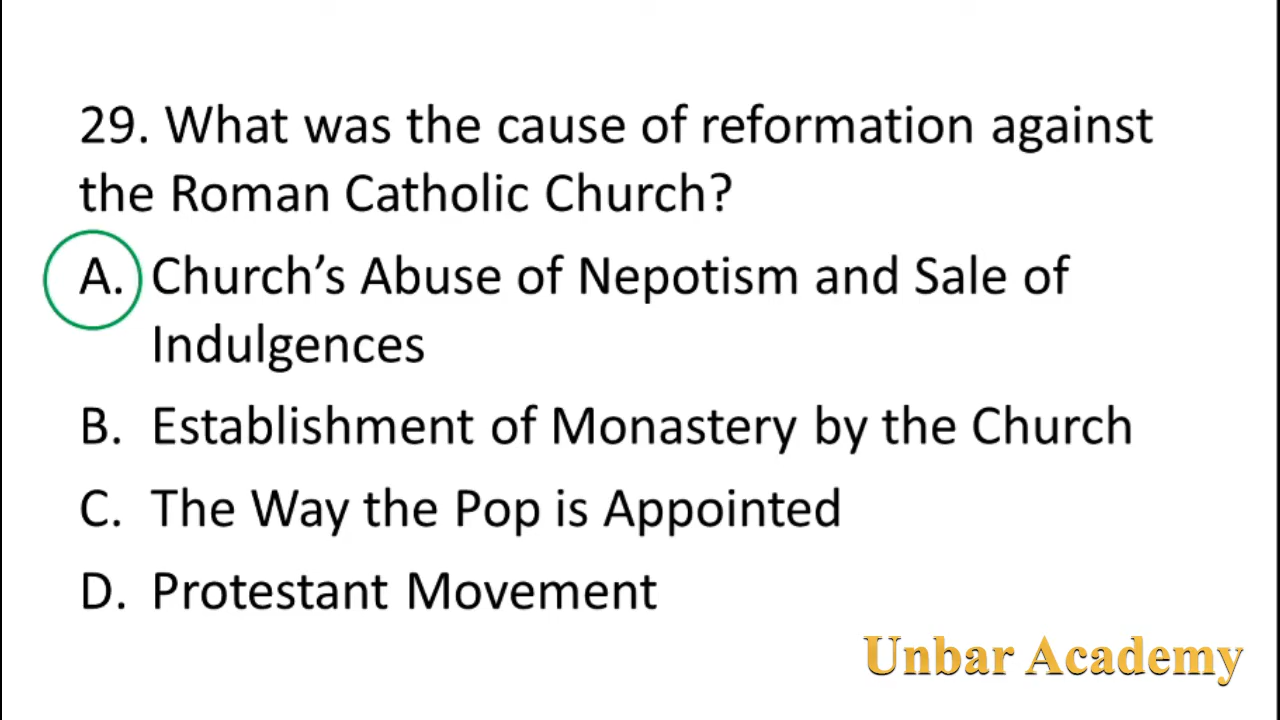 29. What was the cause of reformation against
the Roman Catholic Church?
A. Church’s Abuse of Nepotism and Sale of
Indulgences
B. Establishment of Monastery by the Church
C. The Way the Pop is Appointed
D. Protestant Movement
Unbar Academy